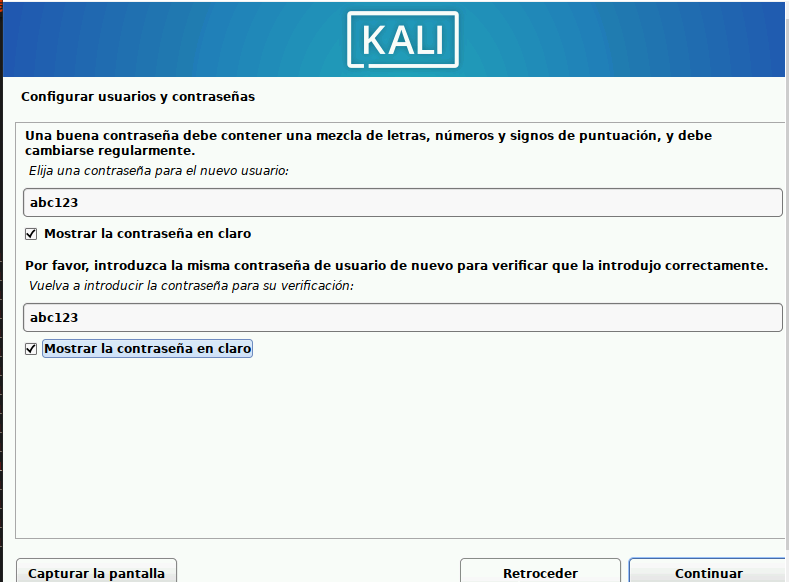 KALI
Configurar usuarios y contraseñas
Una buena contraseña debe contener una mezcla de letras, números y signos de puntuación, y debe
cambiarse regularmente.
Elija una contraseña para el nuevo usuario:
abc123
Mostrar la contraseña en claro
Por favor, introduzca la misma contraseña de usuario de nuevo para verificar que la introdujo correctamente.
Vuelva a introducir la contraseña para su verificación:
abc123
Mostrar la contraseña en claro
Capturar la pantalla
Retroceder
Continuar